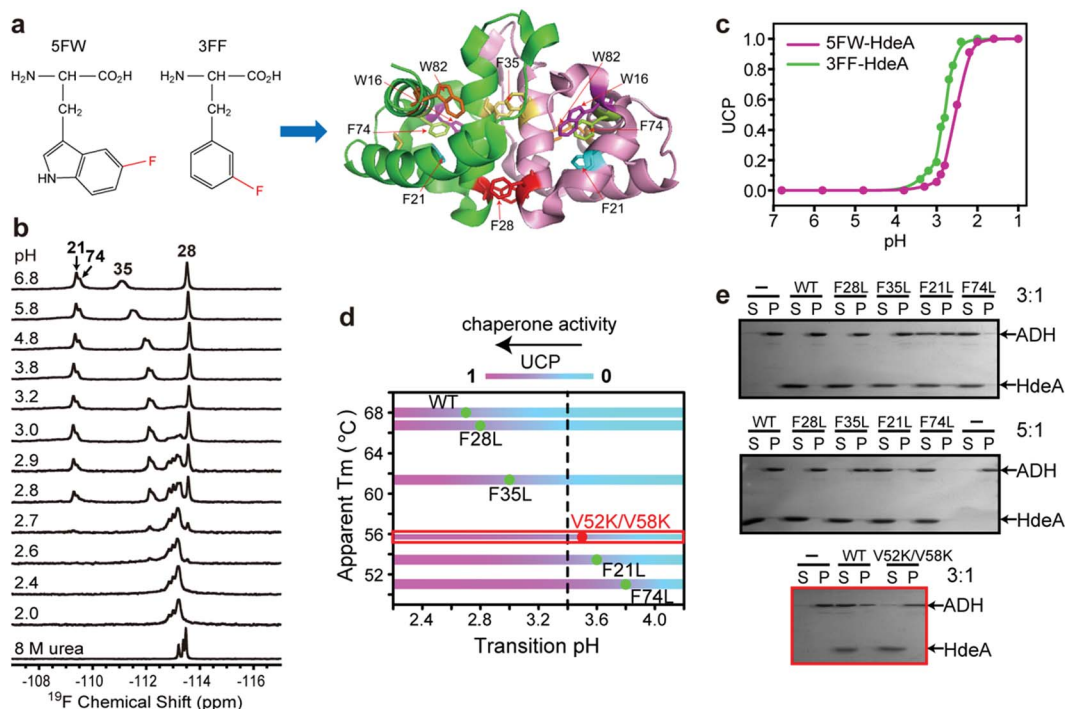 a
5FW
3FF
H₂N—CH—CO₂H
H₂N—CH—CO₂H
CH₂
CH₂
F
HN
F
W82
F35
W82
W16
W16
F74
F74
F21
F21
F28
b
pH
21
74
35
28
6.8
5.8
4.8
3.8
3.2
3.0
2.9
2.8
2.7
2.6
2.4
2.0
8 M urea
-108 -110 -112 -114 -116
¹⁹F Chemical Shift (ppm)
c
5FW-HdeA
3FF-HdeA
1.0
0.8
0.6
0.4
0.2
0.0
UCP
7 6 5 4 3 2 1
pH
d
chaperone activity
UCP
1 0
68
64
60
56
52
Apparent Tm (°C)
WT
F28L
F35L
V52K/V58K
F21L
F74L
2.4 2.8 3.2 3.6 4.0
Transition pH
e
– WT F28L F35L F21L F74L 3:1
S P S P S P S P S P S P
ADH
HdeA
WT F28L F35L F21L F74L – 5:1
S P S P S P S P S P S P
ADH
HdeA
– WT V52K/V58K 3:1
S P S P S P
ADH
HdeA